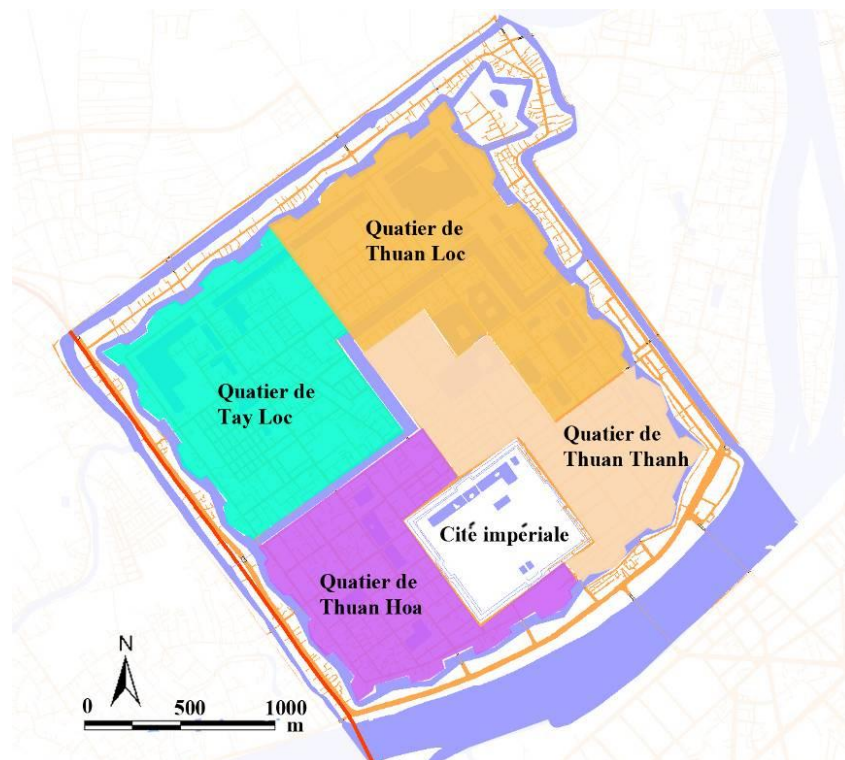 Quatier de
Thuan Loc
Quatier de
Tay Loc
Quatier de
Thuan Thanh
Cité impériale
Quatier de
Thuan Hoa
N
0 500 1000
m